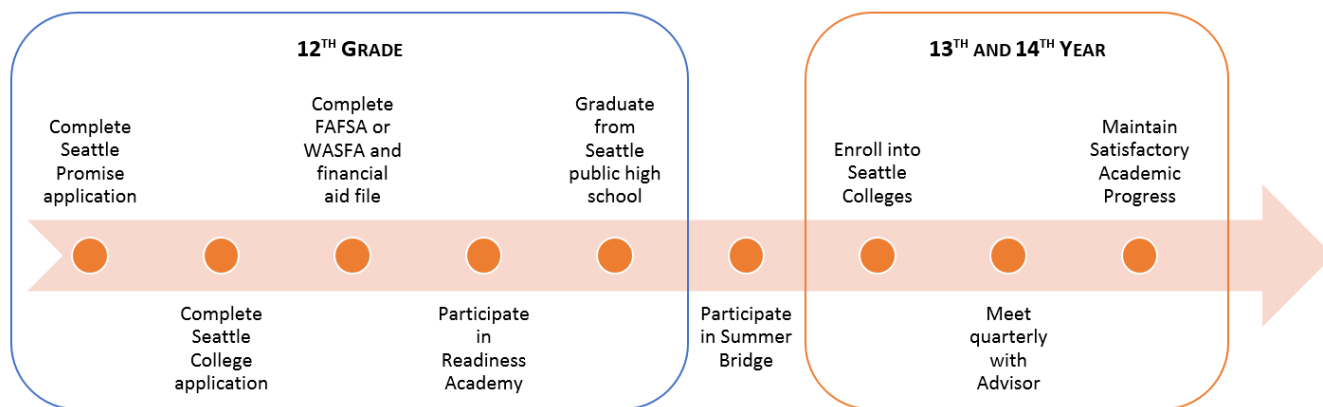 12TH GRADE
Complete
Seattle
Promise
application
Complete
Seattle
College
application
Complete
FAFSA or
WASFA and
financial
aid file
Participate
in
Readiness
Academy
Graduate
from
Seattle
public high
school
Participate
in Summer
Bridge
13TH AND 14TH YEAR
Enroll into
Seattle
Colleges
Meet
quarterly
with
Advisor
Maintain
Satisfactory
Academic
Progress